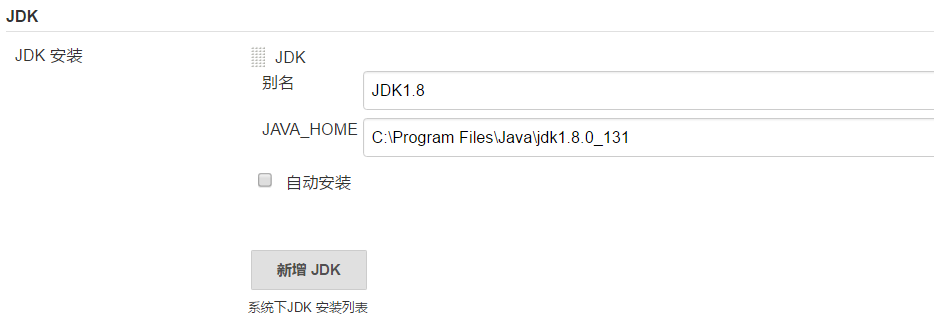 JDK
JDK 安装
JDK
别名
JDK1.8
JAVA_HOME
C:\Program Files\Java\jdk1.8.0_131
自动安装
新增 JDK
系统下JDK 安装列表